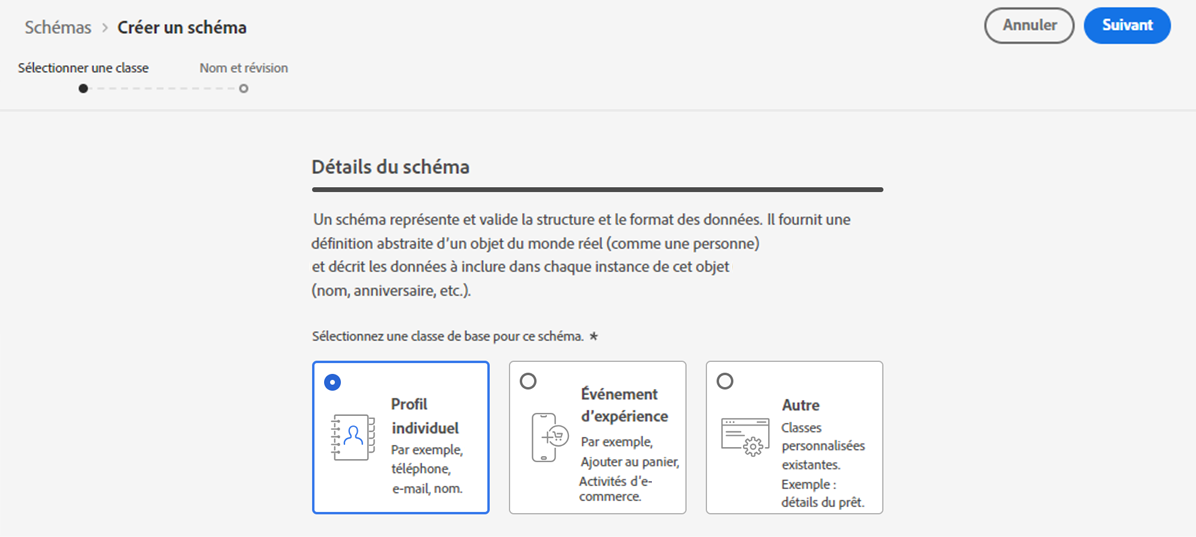 Schémas > Créer un schéma
Annuler
Suivant
Sélectionner une classe
Nom et révision
Détails du schéma
Un schéma représente et valide la structure et le format des données. Il fournit une
définition abstraite d'un objet du monde réel (comme une personne)
et décrit les données à inclure dans chaque instance de cet objet
(nom, anniversaire, etc.).
Sélectionnez une classe de base pour ce schéma. *
Profil
individuel
Par exemple,
téléphone,
e-mail, nom.
Événement
d'expérience
Par exemple,
Ajouter au panier,
Activités d'e-
commerce.
Autre
Classes
personnalisées
existantes.
Exemple :
détails du prêt.